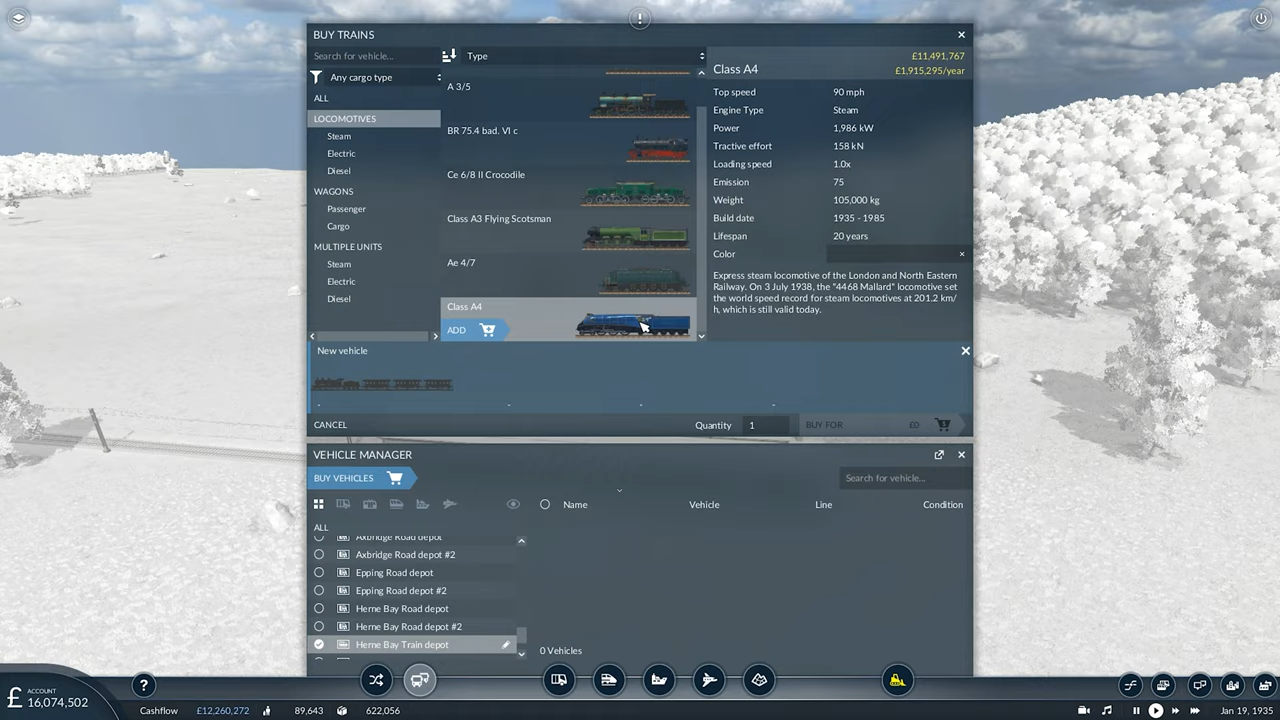 BUY TRAINS
Search for vehicle...
Type
Any cargo type
ALL
LOCOMOTIVES
Steam
Electric
Diesel
WAGONS
Passenger
Cargo
MULTIPLE UNITS
Steam
Electric
Diesel
A 3/5
BR 75.4 bad. VI c
Ce 6/8 II Crocodile
Class A3 Flying Scotsman
Ae 4/7
Class A4
ADD
£11,491,767
Class A4
£1,915,295/year
Top speed 90 mph
Engine Type Steam
Power 1,986 kW
Tractive effort 158 kN
Loading speed 1.0x
Emission 75
Weight 105,000 kg
Build date 1935 - 1985
Lifespan 20 years
Color
Express steam locomotive of the London and North Eastern
Railway. On 3 July 1938, the "4468 Mallard" locomotive set
the world speed record for steam locomotives at 201.2 km/
h, which is still valid today.
New vehicle
CANCEL
Quantity 1
BUY FOR £0
VEHICLE MANAGER
BUY VEHICLES
Search for vehicle...
Name Vehicle Line Condition
ALL
Axbridge Road depot
Axbridge Road depot #2
Epping Road depot
Epping Road depot #2
Herne Bay Road depot
Herne Bay Road depot #2
Herne Bay Train depot
0 Vehicles
£ ACCOUNT
16,074,502
?
Cashflow £12,260,272 89,643 622,056
Jan 19, 1935